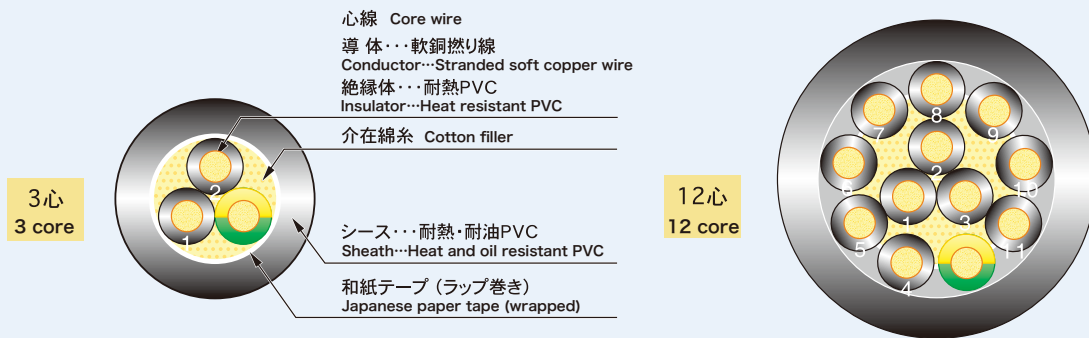 心線 Core wire
導 体･･･軟銅撚り線
Conductor…Stranded soft copper wire
絶縁体･･･耐熱PVC
Insulator…Heat resistant PVC
介在綿糸 Cotton filler
シース･･･耐熱・耐油PVC
Sheath…Heat and oil resistant PVC
和紙テープ（ラップ巻き）
Japanese paper tape (wrapped)
3心
3 core
2
1
12心
12 core
8
7
9
2
6
10
1
3
5
11
4